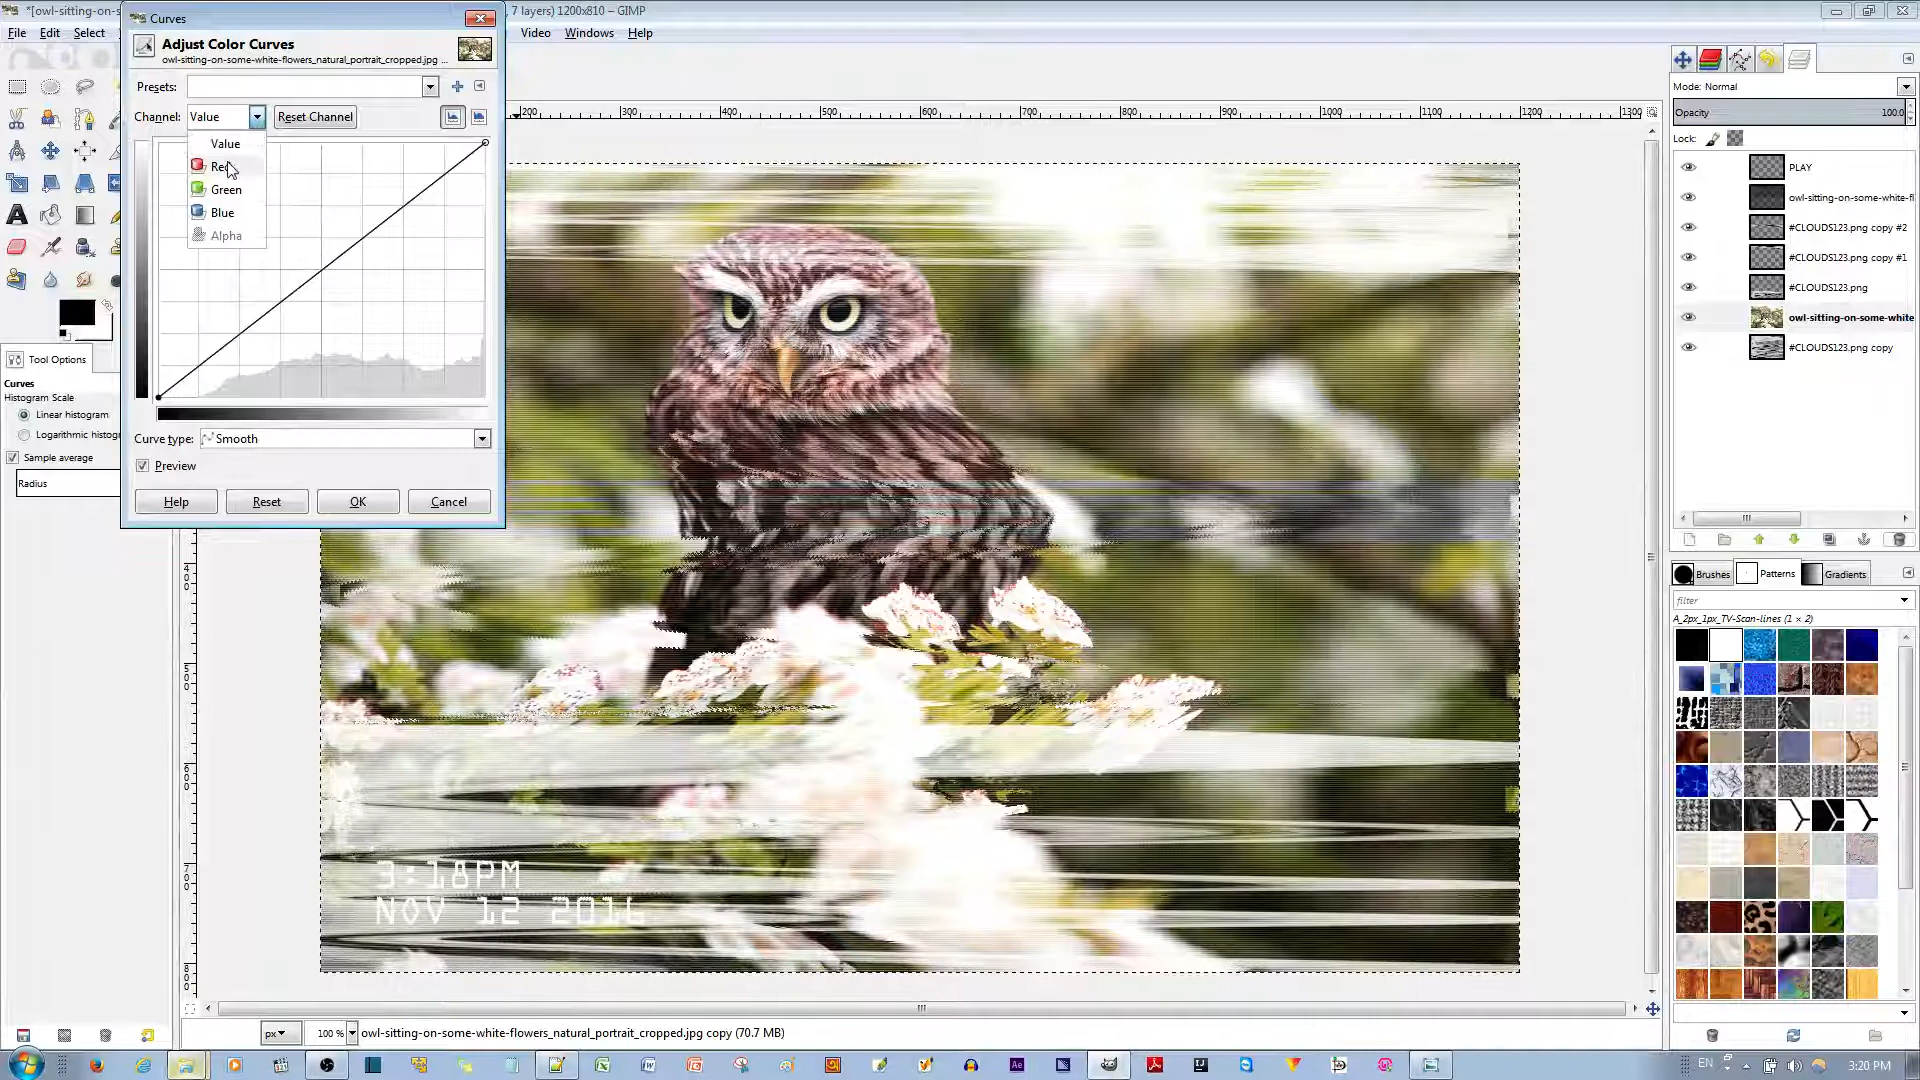 *[owl-sitting-on-s
, 7 layers) 1200x810 – GIMP
File Edit Select
Video Windows Help
Curves
Adjust Color Curves
owl-sitting-on-some-white-flowers_natural_portrait_cropped.jpg ...
Presets:
Channel: Value Reset Channel
Value
Red
Green
Blue
Alpha
Curve type: Smooth
Preview
Help Reset OK Cancel
Tool Options
Curves
Histogram Scale
Linear histogram
Logarithmic histogr
Sample average
Radius
200 300 400 500 600 700 800 900 1000 1100 1200 1300
400
500
600
700
800
3:18PM
NOV 12 2016
px 100 % owl-sitting-on-some-white-flowers_natural_portrait_cropped.jpg copy (70.7 MB)
Mode: Normal
Opacity 100.0
Lock:
PLAY
owl-sitting-on-some-white-fl
#CLOUDS123.png copy #2
#CLOUDS123.png copy #1
#CLOUDS123.png
owl-sitting-on-some-white
#CLOUDS123.png copy
Brushes Patterns Gradients
filter
A_2px_1px_TV-Scan-lines (1 × 2)
EN 3:20 PM